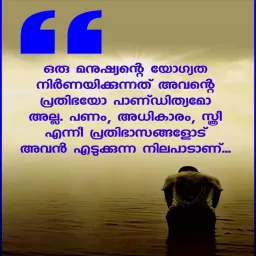 ഒരു മനുഷ്യന്റെ യോഗ്യത
നിർണയിക്കുന്നത് അവന്റെ
പ്രതിഭയോ പാണ്ഡിത്യമോ
അല്ല. പണം, അധികാരം, സ്ത്രീ
എന്നി പ്രതിഭാസങ്ങളോട്
അവൻ എടുക്കുന്ന നിലപാടാണ്...